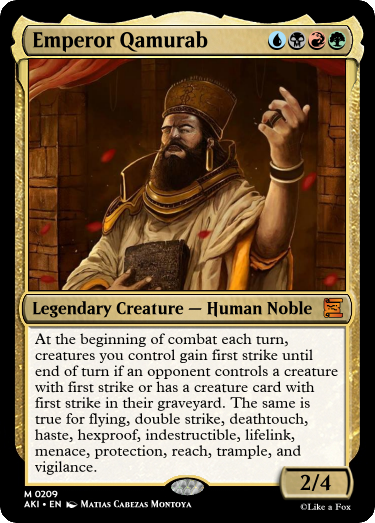 Emperor Qamurab
Legendary Creature — Human Noble
At the beginning of combat each turn,
creatures you control gain first strike until
end of turn if an opponent controls a creature
with first strike or has a creature card with
first strike in their graveyard. The same is
true for flying, double strike, deathtouch,
haste, hexproof, indestructible, lifelink,
menace, protection, reach, trample, and
vigilance.
2/4
M 0209
AKI • EN Matias Cabezas Montoya
©Like a Fox